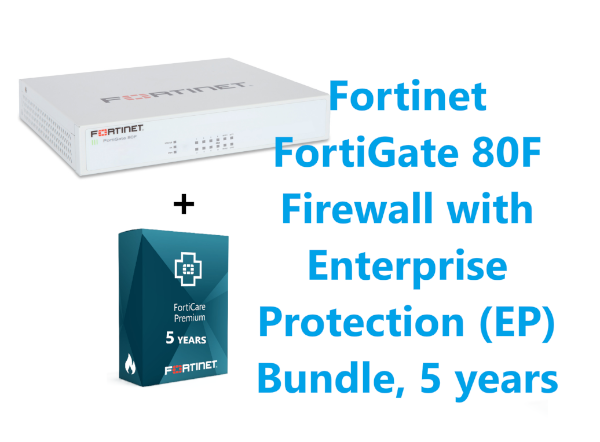 FORTINET
FORTINET
Fortinet
FortiGate 80F
Firewall with
Enterprise
Protection (EP)
Bundle, 5 years
+
FortiCare
Premium
5 YEARS
FORTINET